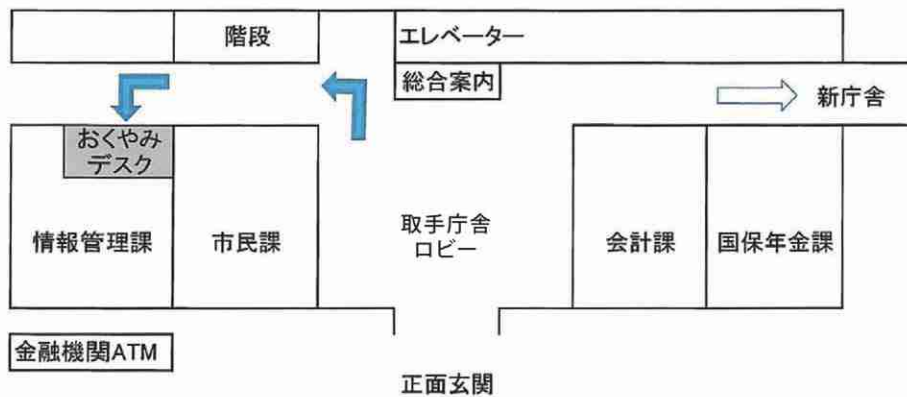 階段
エレベーター
総合案内
新庁舎
おくやみ
デスク
情報管理課
市民課
取手庁舎
ロビー
会計課
国保年金課
金融機関ATM
正面玄関